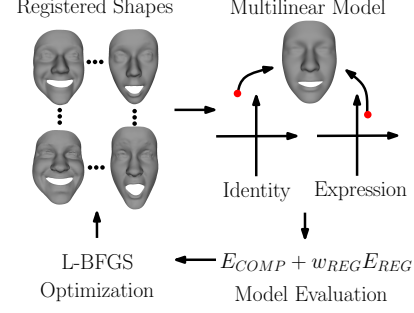 Registered Shapes
Multilinear Model
Identity
Expression
L-BFGS
Optimization
E_{COMP} + w_{REG}E_{REG}
Model Evaluation